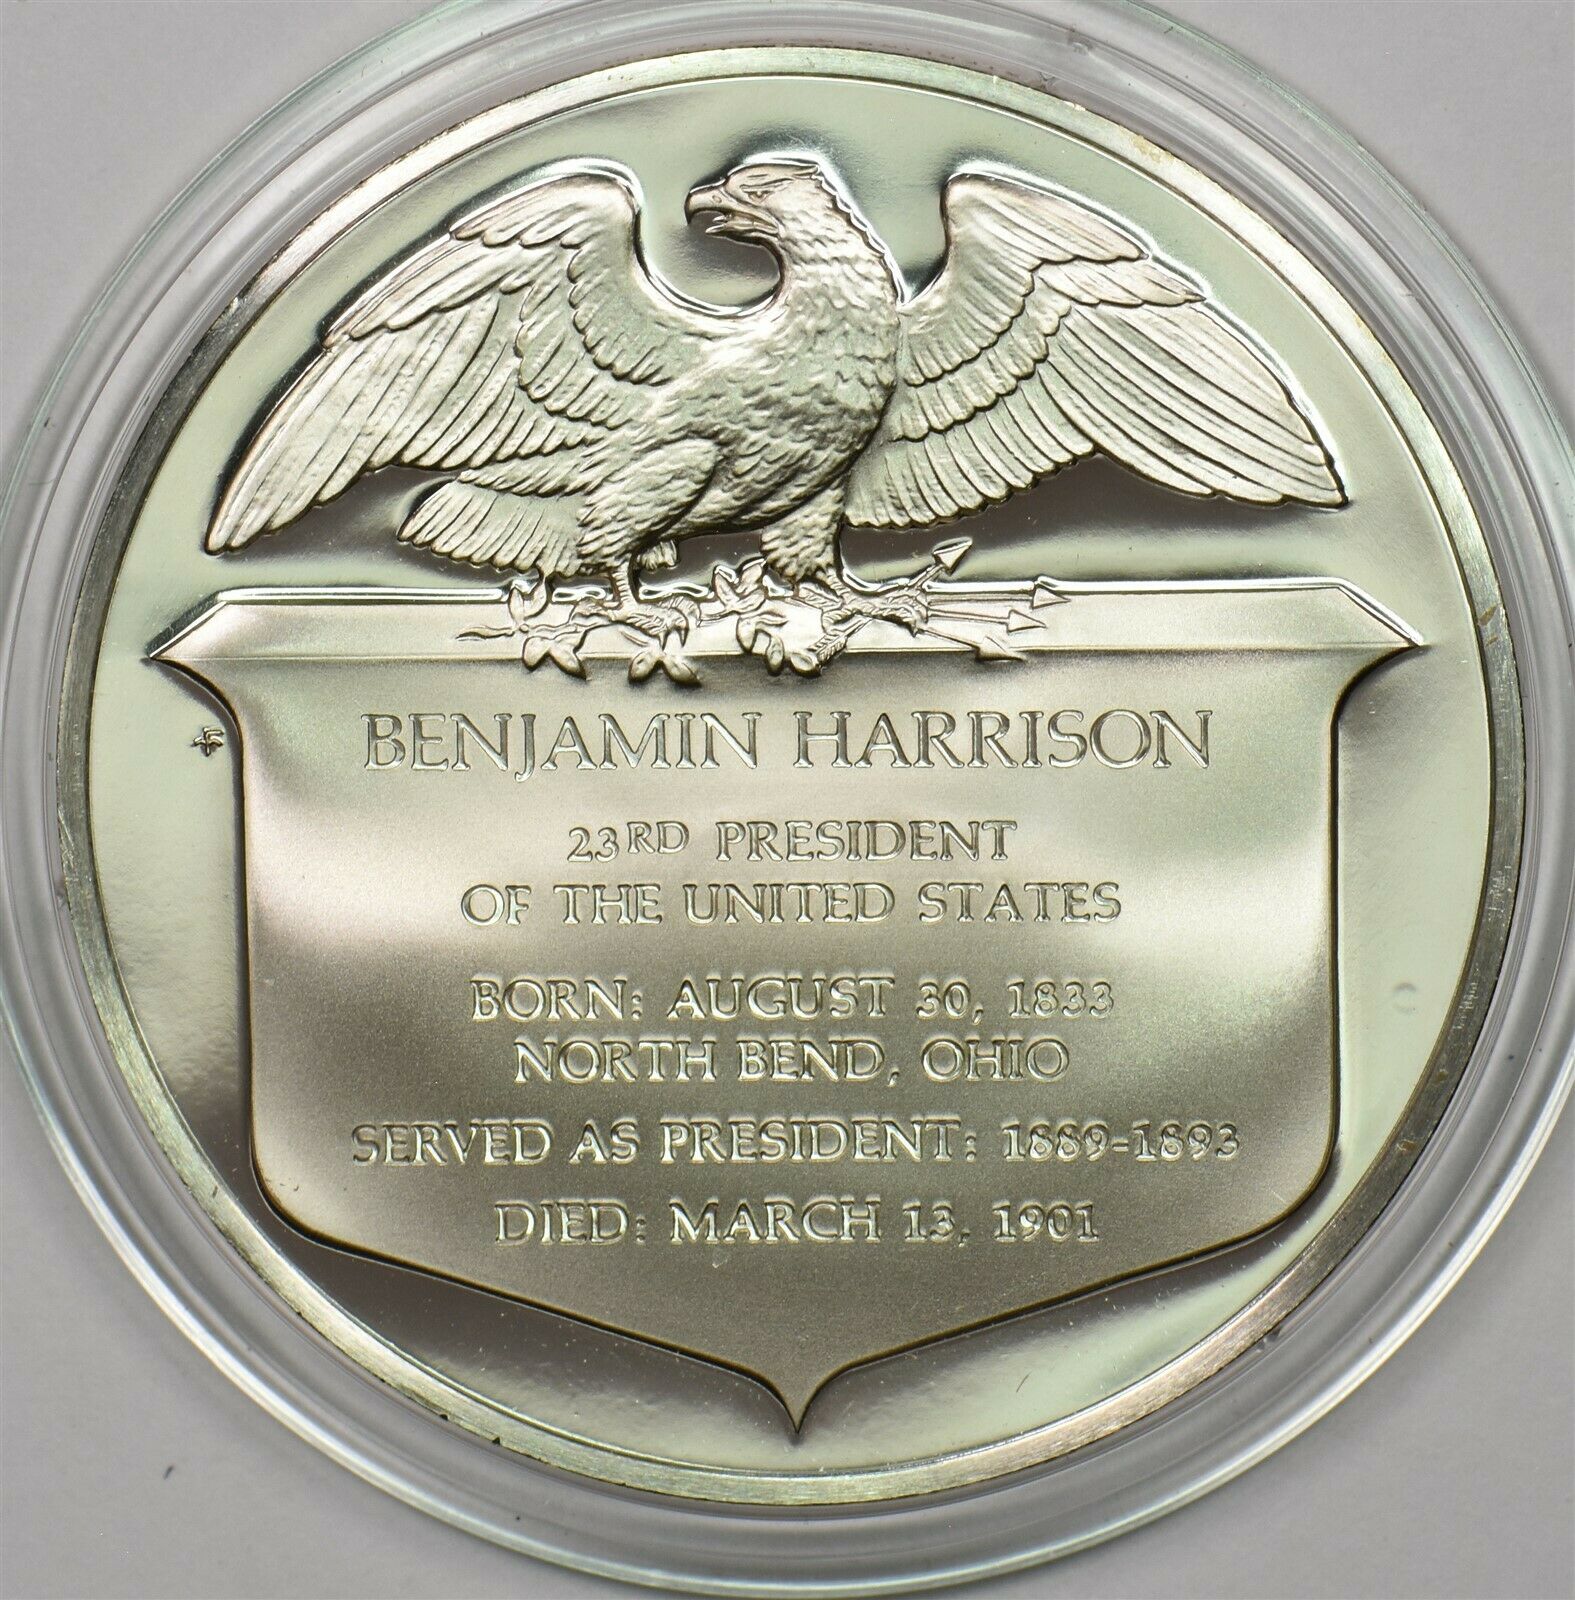 BENJAMIN HARRISON
23RD PRESIDENT
OF THE UNITED STATES
BORN: AUGUST 30, 1833
NORTH BEND, OHIO
SERVED AS PRESIDENT: 1889-1893
DIED: MARCH 13, 1901